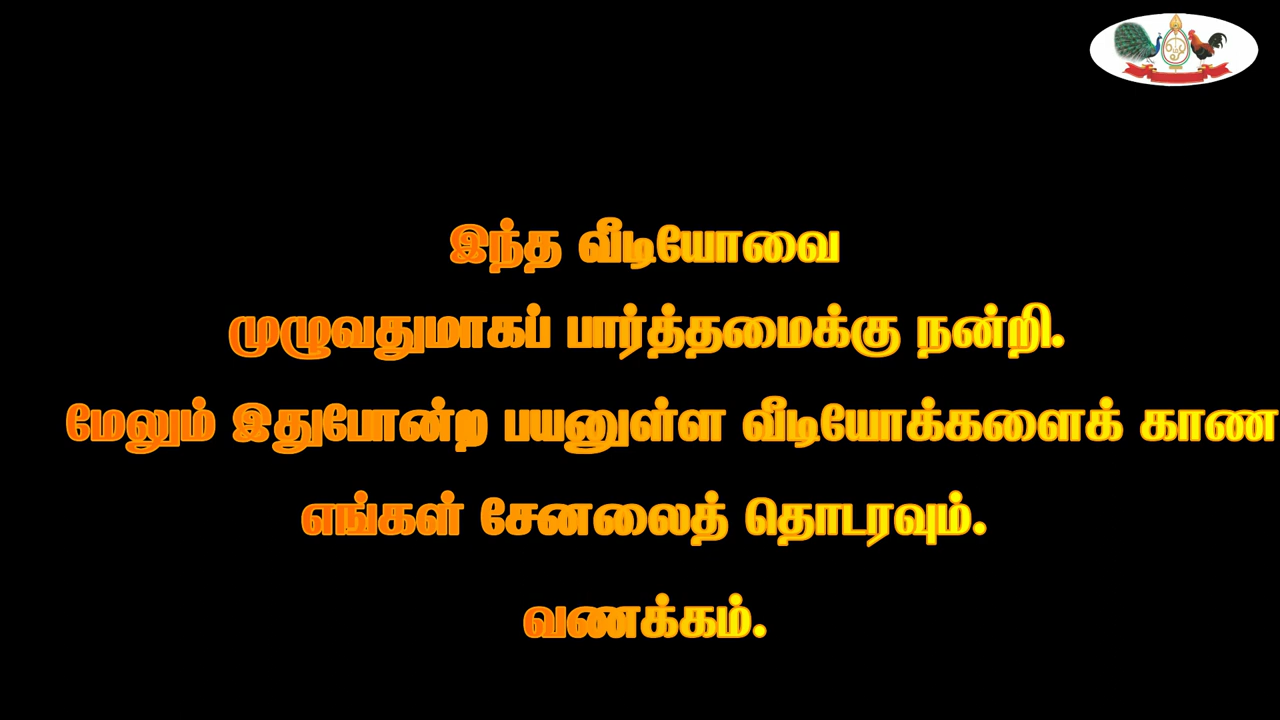 இந்த வீடியோவை
முழுவதுமாகப் பார்த்தமைக்கு நன்றி.
மேலும் இதுபோன்ற பயனுள்ள வீடியோக்களைக் காண
எங்கள் சேனலைத் தொடரவும்.
வணக்கம்.